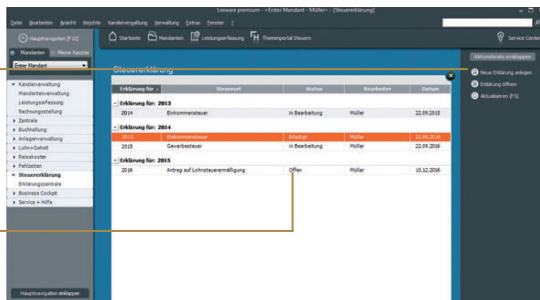 Lexware premium - <Erster Mandant - Müller> - [Steuererklärung]
Datei Bearbeiten Ansicht Berichte Kanzleiverwaltung Verwaltung Extras Fenster ?
Hauptnavigation [F10]
Startseite Mandanten Leistungserfassung Themenportal Steuern Service Center
Mandanten Meine Kanzlei
Erster Mandant
Kanzleiverwaltung
Mandantenverwaltung
Leistungserfassung
Rechnungsstellung
Zentrale
Buchhaltung
Anlagenverwaltung
Lohn+Gehalt
Reisekosten
Fehlzeiten
Steuererklärung
Erklärungszentrale
Business Cockpit
Service + Hilfe
Hauptnavigation einklappen
Steuererklärung
Erklärung für Steuerart Status Bearbeiter Datum
Erklärung für: 2013
2014 Einkommensteuer in Bearbeitung Müller 22.09.2015
Erklärung für: 2014
2015 Einkommensteuer Erledigt Müller 22.09.2016
2015 Gewerbesteuer in Bearbeitung Müller 22.09.2016
Erklärung für: 2015
2016 Antrag auf Lohnsteuerermäßigung Offen Müller 10.12.2016
Aktionsleiste einklappen
Neue Erklärung anlegen
Erklärung öffnen
Aktualisieren (F5)